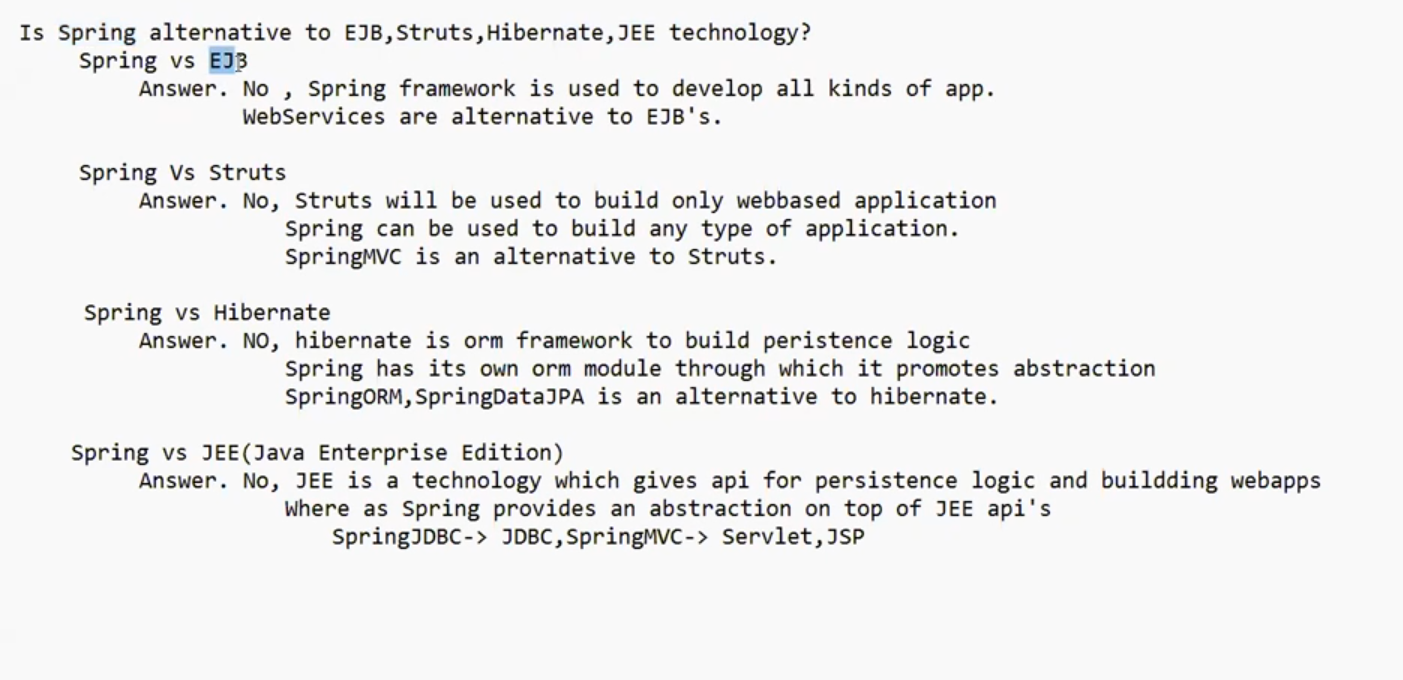 Is Spring alternative to EJB,Struts,Hibernate,JEE technology?
Spring vs EJB
Answer. No , Spring framework is used to develop all kinds of app.
WebServices are alternative to EJB's.
Spring Vs Struts
Answer. No, Struts will be used to build only webbased application
Spring can be used to build any type of application.
SpringMVC is an alternative to Struts.
Spring vs Hibernate
Answer. NO, hibernate is orm framework to build peristence logic
Spring has its own orm module through which it promotes abstraction
SpringORM,SpringDataJPA is an alternative to hibernate.
Spring vs JEE(Java Enterprise Edition)
Answer. No, JEE is a technology which gives api for persistence logic and buildding webapps
Where as Spring provides an abstraction on top of JEE api's
SpringJDBC-> JDBC,SpringMVC-> Servlet,JSP